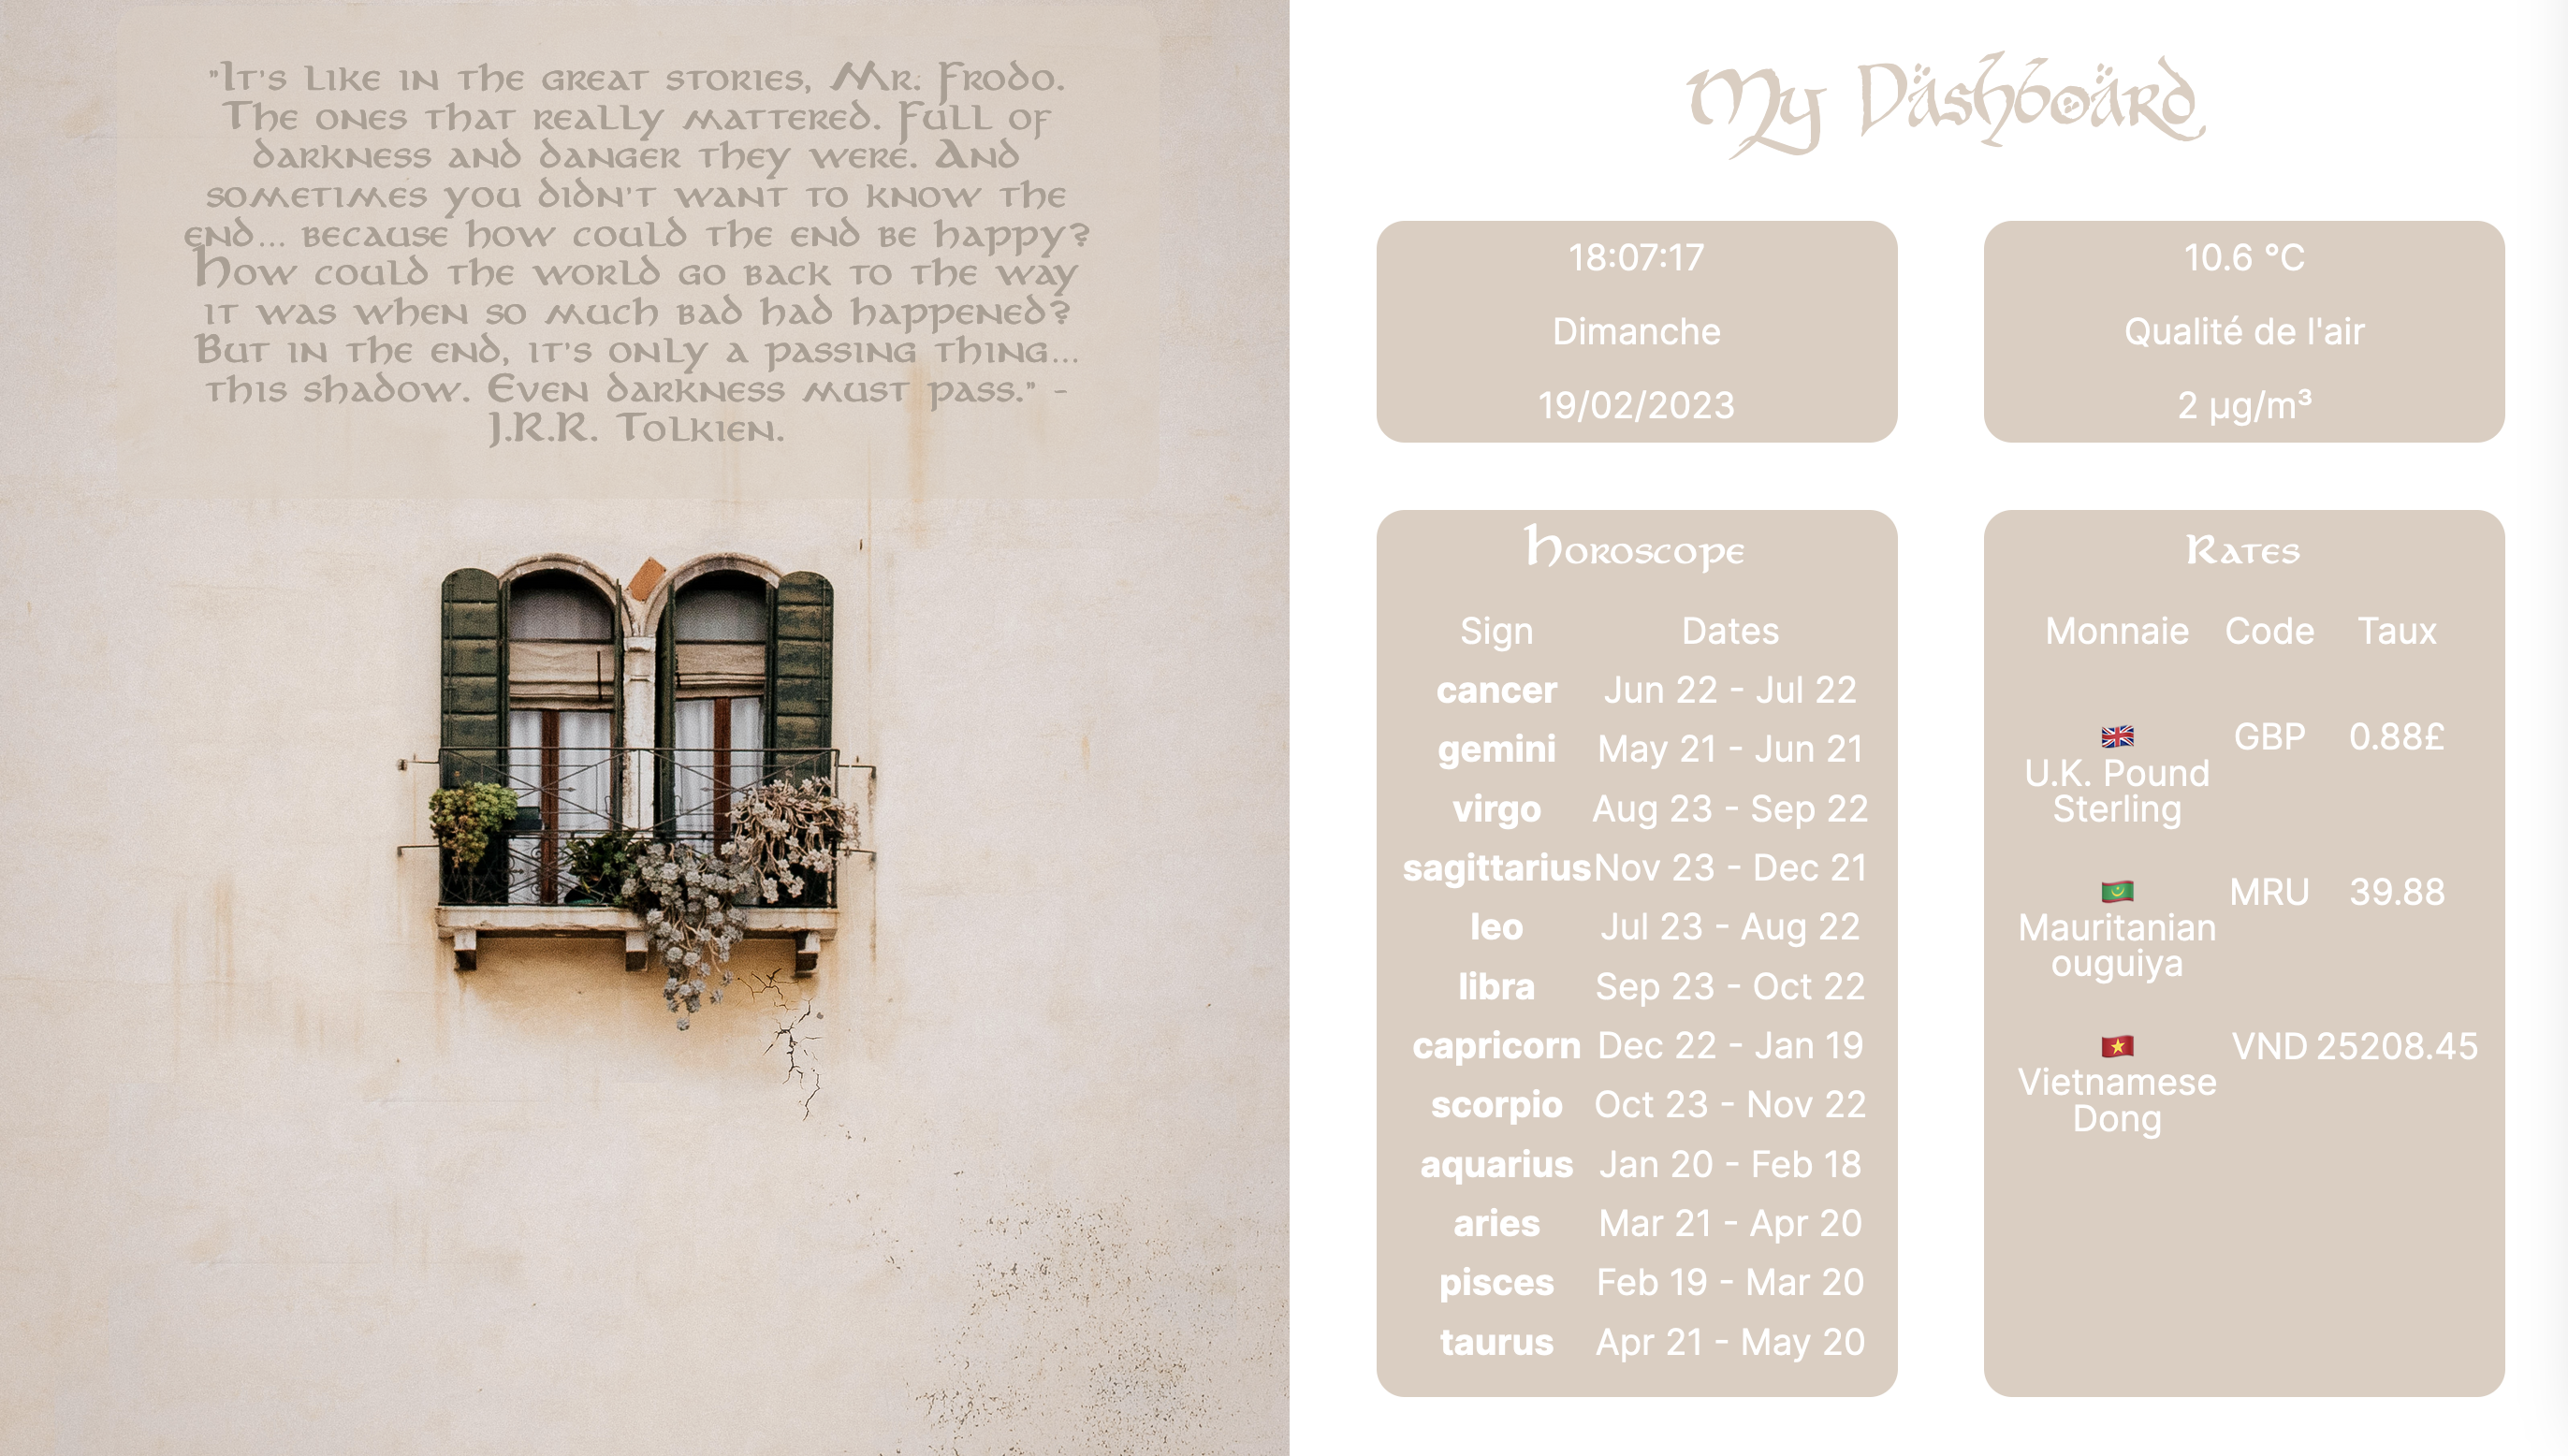 "It's like in the great stories, Mr. Frodo.
The ones that really mattered. Full of
darkness and danger they were. And
sometimes you didn't want to know the
end... because how could the end be happy?
How could the world go back to the way
it was when so much bad had happened?
But in the end, it's only a passing thing...
this shadow. Even darkness must pass." -
J.R.R. Tolkien.
My Dashboard
18:07:17
Dimanche
19/02/2023
10.6 °C
Qualité de l'air
2 µg/m³
Horoscope
Sign Dates
cancer Jun 22 - Jul 22
gemini May 21 - Jun 21
virgo Aug 23 - Sep 22
sagittarius Nov 23 - Dec 21
leo Jul 23 - Aug 22
libra Sep 23 - Oct 22
capricorn Dec 22 - Jan 19
scorpio Oct 23 - Nov 22
aquarius Jan 20 - Feb 18
aries Mar 21 - Apr 20
pisces Feb 19 - Mar 20
taurus Apr 21 - May 20
Rates
Monnaie Code Taux
GBP 0.88£
U.K. Pound
Sterling
MRU 39.88
Mauritanian
ouguiya
VND 25208.45
Vietnamese
Dong